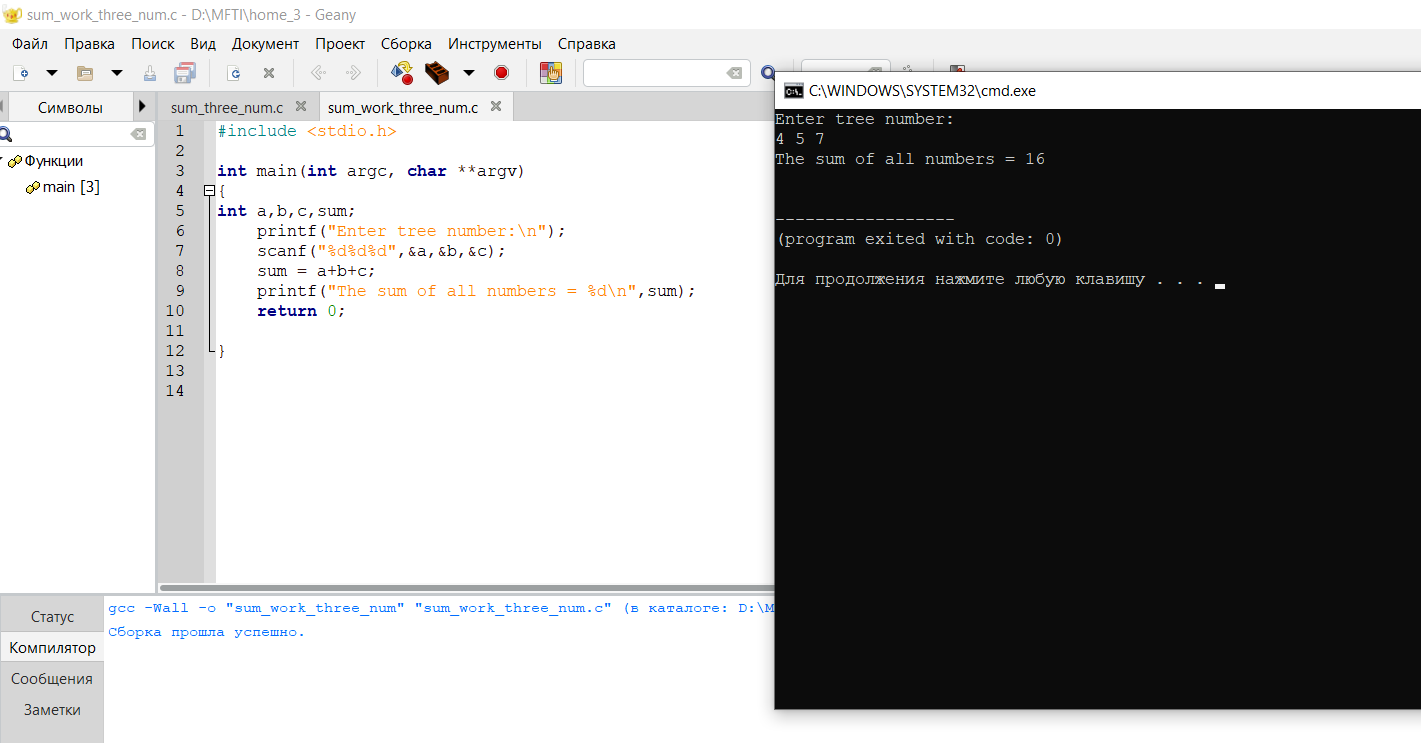 sum_work_three_num.c - D:\MFTI\home_3 - Geany
Файл Правка Поиск Вид Документ Проект Сборка Инструменты Справка
Символы
sum_three_num.c
sum_work_three_num.c
Функции
main [3]
1 #include <stdio.h>
2
3 int main(int argc, char **argv)
4 {
5 int a,b,c,sum;
6 printf("Enter tree number:\n");
7 scanf("%d%d%d",&a,&b,&c);
8 sum = a+b+c;
9 printf("The sum of all numbers = %d\n",sum);
10 return 0;
11
12 }
13
14
C:\WINDOWS\SYSTEM32\cmd.exe
Enter tree number:
4 5 7
The sum of all numbers = 16
------------------
(program exited with code: 0)
Для продолжения нажмите любую клавишу . . .
Статус
Компилятор
Сообщения
Заметки
gcc -Wall -o "sum_work_three_num" "sum_work_three_num.c" (в каталоге: D:\M
Сборка прошла успешно.